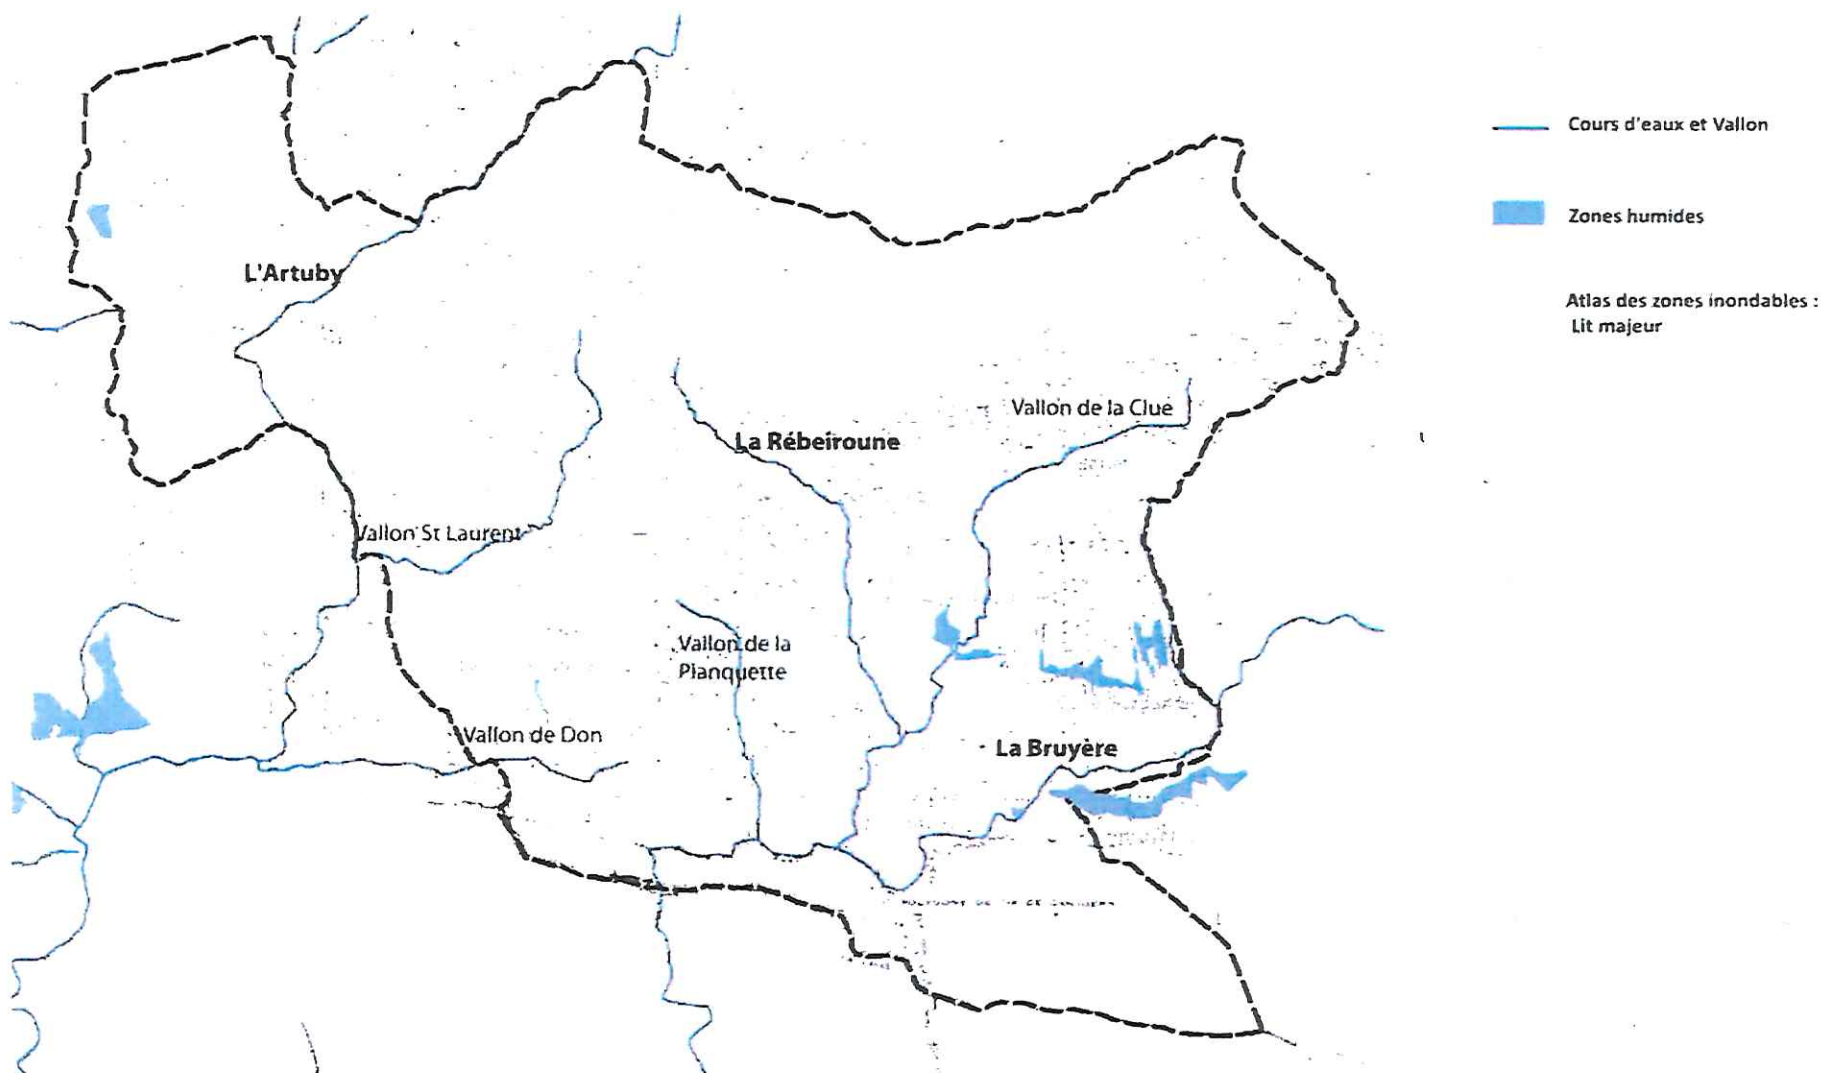 Cours d'eaux et Vallon
Zones humides
Atlas des zones inondables :
Lit majeur
L'Artuby
Vallon de la Clue
La Rébeiroune
Vallon St Laurent
Vallon de la
Planquette
Vallon de Don
La Bruyère